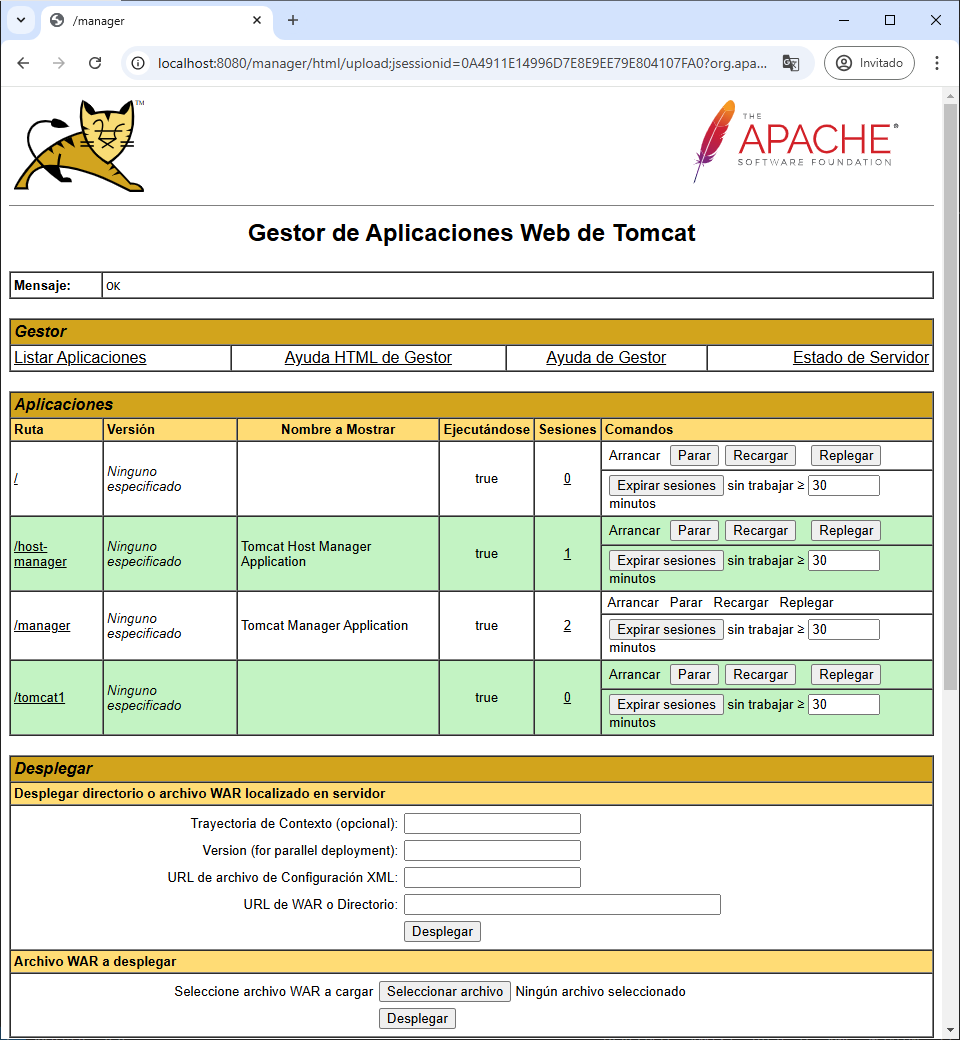 /manager
localhost:8080/manager/html/upload;jsessionid=0A4911E14996D7E8E9EE79E804107FA0?org.apa...
Invitado
TM
THE
APACHE®
SOFTWARE FOUNDATION
Gestor de Aplicaciones Web de Tomcat
Mensaje: OK
Gestor
Listar Aplicaciones Ayuda HTML de Gestor Ayuda de Gestor Estado de Servidor
Aplicaciones
Ruta Versión Nombre a Mostrar Ejecutándose Sesiones Comandos
/ Ninguno especificado true 0
Arrancar Parar Recargar Replegar
Expirar sesiones sin trabajar ≥ 30
minutos
/host-manager Ninguno especificado Tomcat Host Manager Application true 1
Arrancar Parar Recargar Replegar
Expirar sesiones sin trabajar ≥ 30
minutos
/manager Ninguno especificado Tomcat Manager Application true 2
Arrancar Parar Recargar Replegar
Expirar sesiones sin trabajar ≥ 30
minutos
/tomcat1 Ninguno especificado true 0
Arrancar Parar Recargar Replegar
Expirar sesiones sin trabajar ≥ 30
minutos
Desplegar
Desplegar directorio o archivo WAR localizado en servidor
Trayectoria de Contexto (opcional):
Version (for parallel deployment):
URL de archivo de Configuración XML:
URL de WAR o Directorio:
Desplegar
Archivo WAR a desplegar
Seleccione archivo WAR a cargar Seleccionar archivo Ningún archivo seleccionado
Desplegar